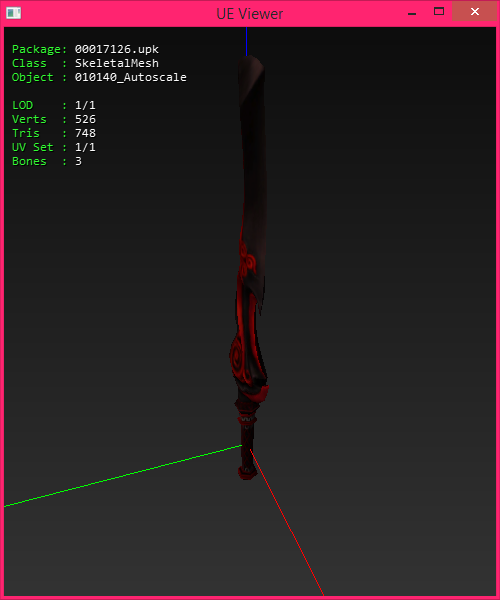 UE Viewer
Package: 00017126.upk
Class  : SkeletalMesh
Object : 010140_Autoscale
LOD    : 1/1
Verts  : 526
Tris   : 748
UV Set : 1/1
Bones  : 3